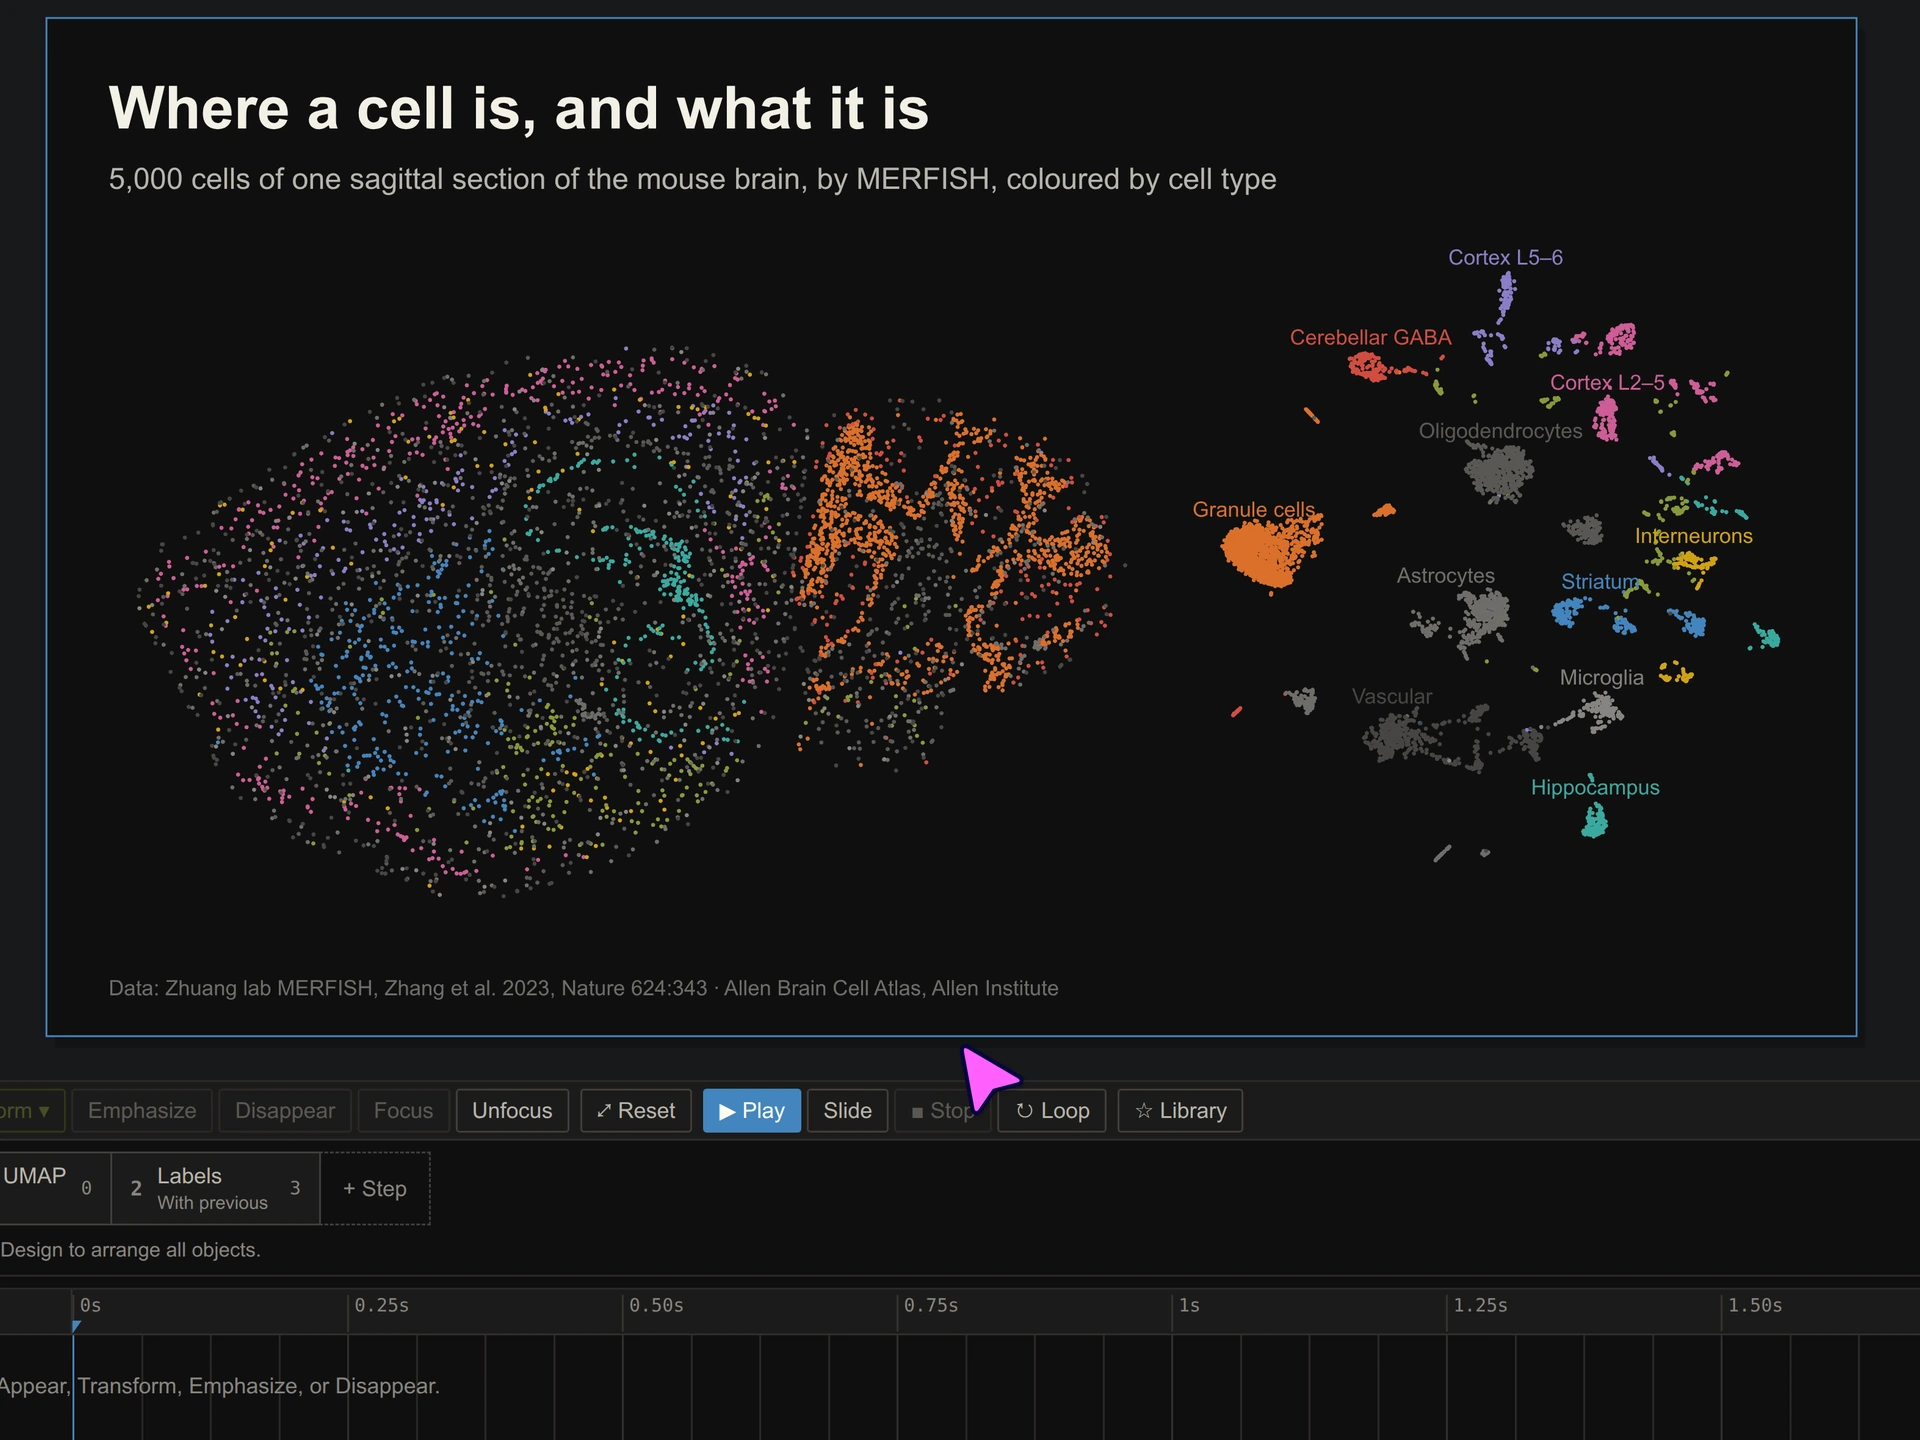 Where a cell is, and what it is
5,000 cells of one sagittal section of the mouse brain, by MERFISH, coloured by cell type
Cortex L5–6
Cerebellar GABA
Cortex L2–5
Oligodendrocytes
Granule cells
Interneurons
Astrocytes
Striatum
Microglia
Vascular
Hippocampus
Data: Zhuang lab MERFISH, Zhang et al. 2023, Nature 624:343 · Allen Brain Cell Atlas, Allen Institute
orm ▾ Emphasize Disappear Focus Unfocus ⤢ Reset ▶ Play Slide ■ Stop ↻ Loop ☆ Library
UMAP 0 2 Labels 3 + Step
With previous
Design to arrange all objects.
0s 0.25s 0.50s 0.75s 1s 1.25s 1.50s
Appear, Transform, Emphasize, or Disappear.